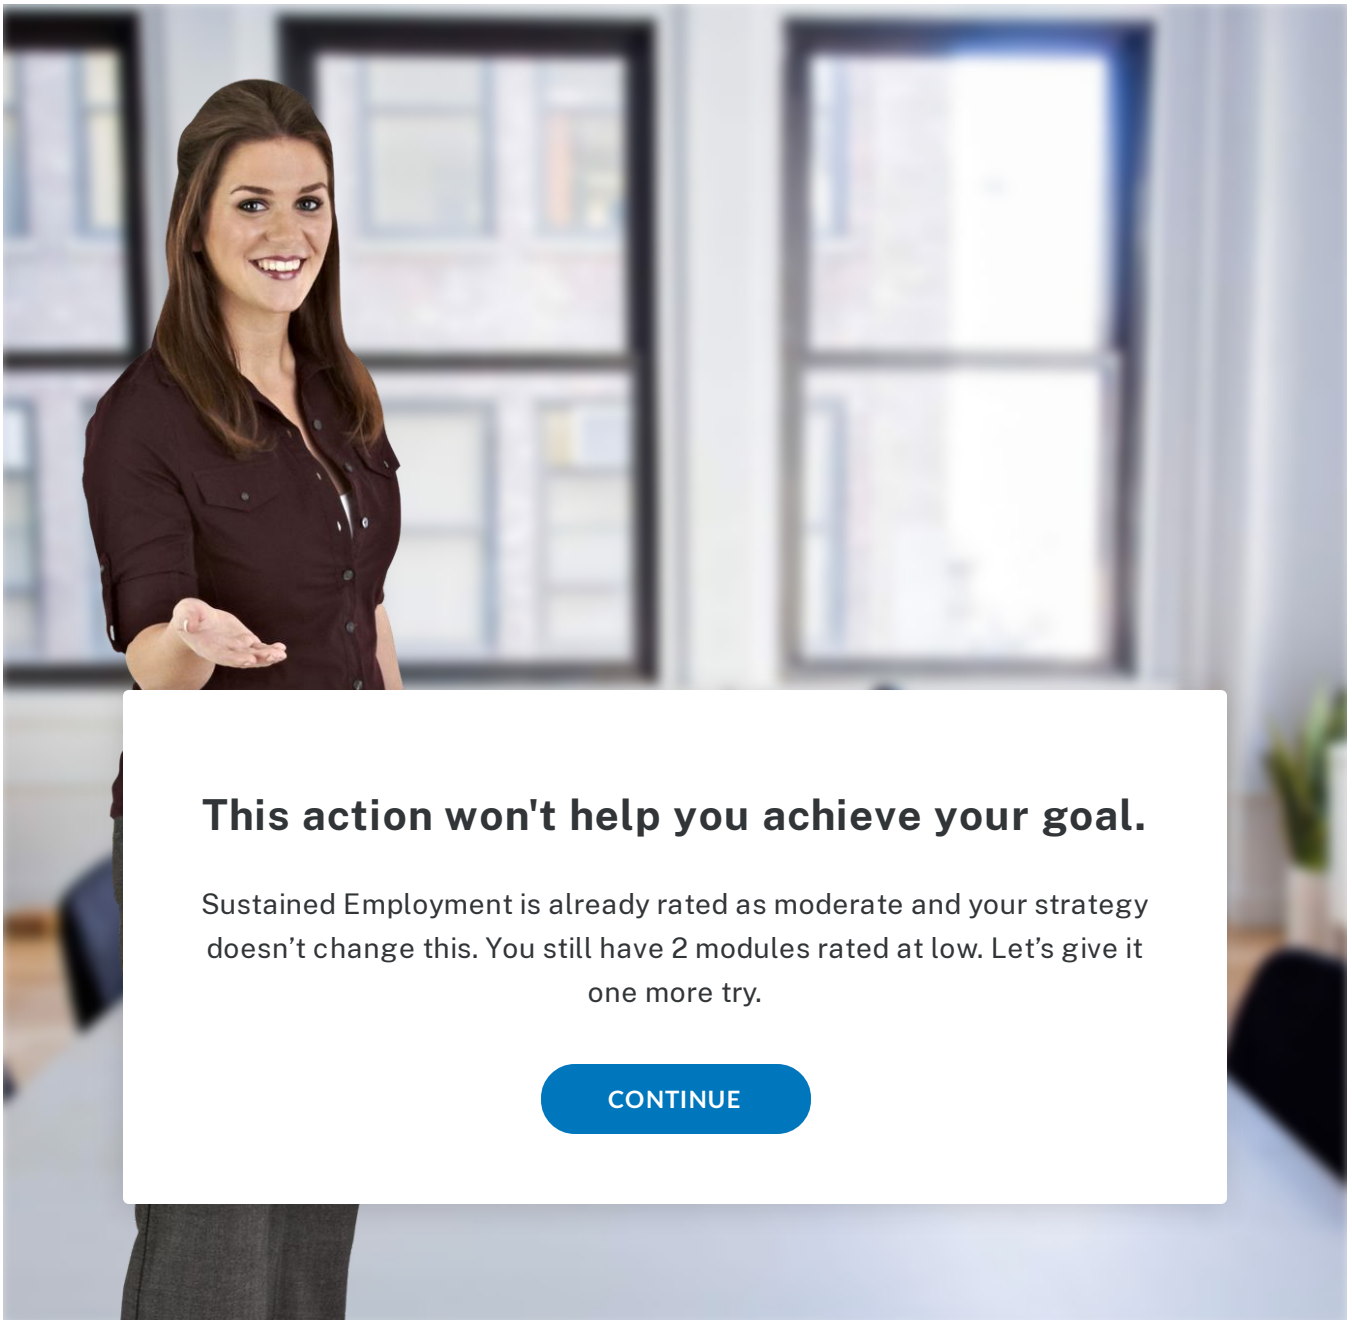 This action won't help you achieve your goal.
Sustained Employment is already rated as moderate and your strategy
doesn’t change this. You still have 2 modules rated at low. Let’s give it
one more try.
CONTINUE